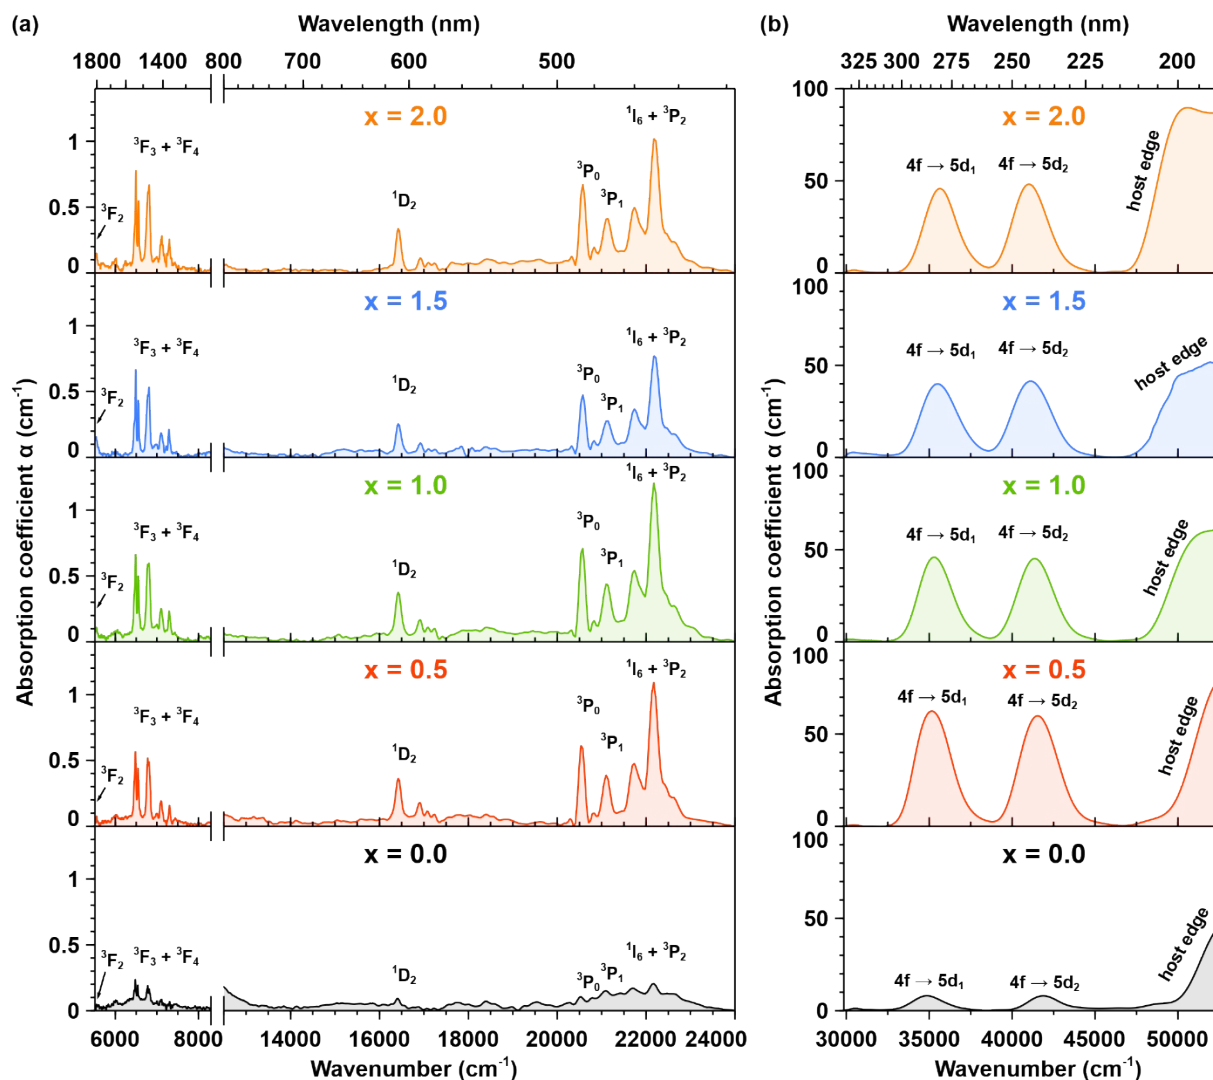 (a)
Wavelength (nm)
1800 1400 800 700 600 500
x = 2.0
³F₃ + ³F₄
³F₂
¹D₂
³P₀
³P₁
¹I₆ + ³P₂
1
0.5
0
x = 1.5
³F₃ + ³F₄
³F₂
¹D₂
³P₀
³P₁
¹I₆ + ³P₂
1
0.5
0
x = 1.0
³F₃ + ³F₄
³F₂
¹D₂
³P₀
³P₁
¹I₆ + ³P₂
1
0.5
0
x = 0.5
³F₃ + ³F₄
³F₂
¹D₂
³P₀
³P₁
¹I₆ + ³P₂
1
0.5
0
x = 0.0
³F₃ + ³F₄
³F₂
¹D₂
³P₀
³P₁
¹I₆ + ³P₂
1
0.5
0
Absorption coefficient α (cm⁻¹)
6000 8000 14000 16000 18000 20000 22000 24000
Wavenumber (cm⁻¹)
(b)
Wavelength (nm)
325 300 275 250 225 200
x = 2.0
4f → 5d₁
4f → 5d₂
host edge
100
50
0
x = 1.5
4f → 5d₁
4f → 5d₂
host edge
100
50
0
x = 1.0
4f → 5d₁
4f → 5d₂
host edge
100
50
0
x = 0.5
4f → 5d₁
4f → 5d₂
host edge
100
50
0
x = 0.0
4f → 5d₁
4f → 5d₂
host edge
100
50
0
Absorption coefficient α (cm⁻¹)
30000 35000 40000 45000 50000
Wavenumber (cm⁻¹)